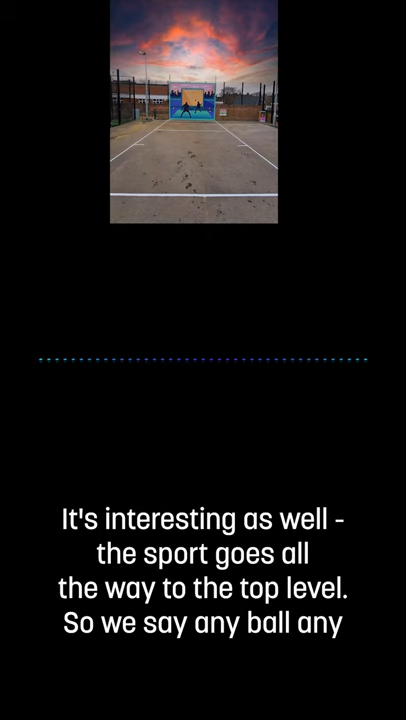 It's interesting as well -
the sport goes all
the way to the top level.
So we say any ball any